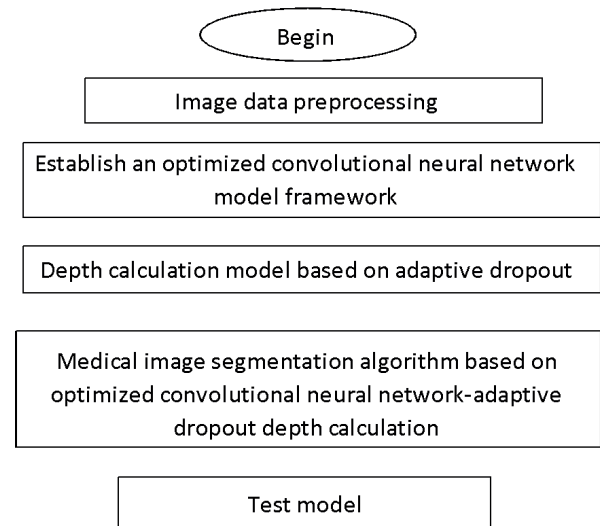 Begin
Image data preprocessing
Establish an optimized convolutional neural network
model framework
Depth calculation model based on adaptive dropout
Medical image segmentation algorithm based on
optimized convolutional neural network-adaptive
dropout depth calculation
Test model